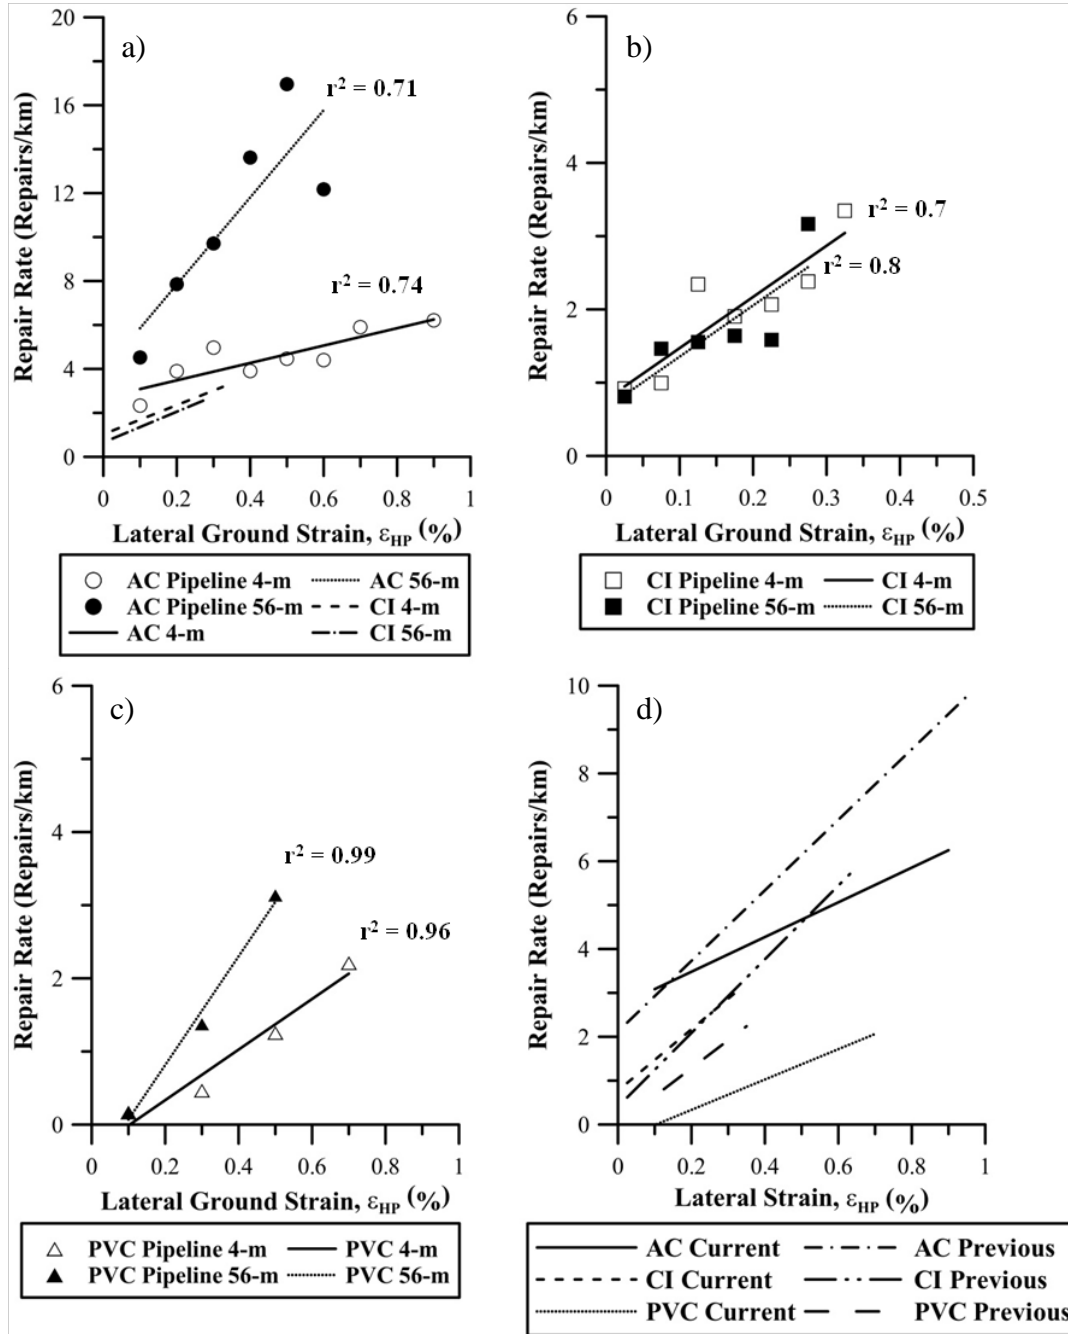 a)
20
16
12
8
4
0
Repair Rate (Repairs/km)
r² = 0.71
r² = 0.74
0 0.2 0.4 0.6 0.8 1
Lateral Ground Strain, εHP (%)
AC Pipeline 4-m AC 56-m
AC Pipeline 56-m CI 4-m
AC 4-m CI 56-m
b)
6
4
2
0
Repair Rate (Repairs/km)
r² = 0.7
r² = 0.8
0 0.1 0.2 0.3 0.4 0.5
Lateral Ground Strain, εHP (%)
CI Pipeline 4-m CI 4-m
CI Pipeline 56-m CI 56-m
c)
6
4
2
0
Repair Rate (Repairs/km)
r² = 0.99
r² = 0.96
0 0.2 0.4 0.6 0.8 1
Lateral Ground Strain, εHP (%)
PVC Pipeline 4-m PVC 4-m
PVC Pipeline 56-m PVC 56-m
d)
10
8
6
4
2
0
Repair Rate (Repairs/km)
0 0.2 0.4 0.6 0.8 1
Lateral Strain, εHP (%)
AC Current AC Previous
CI Current CI Previous
PVC Current PVC Previous